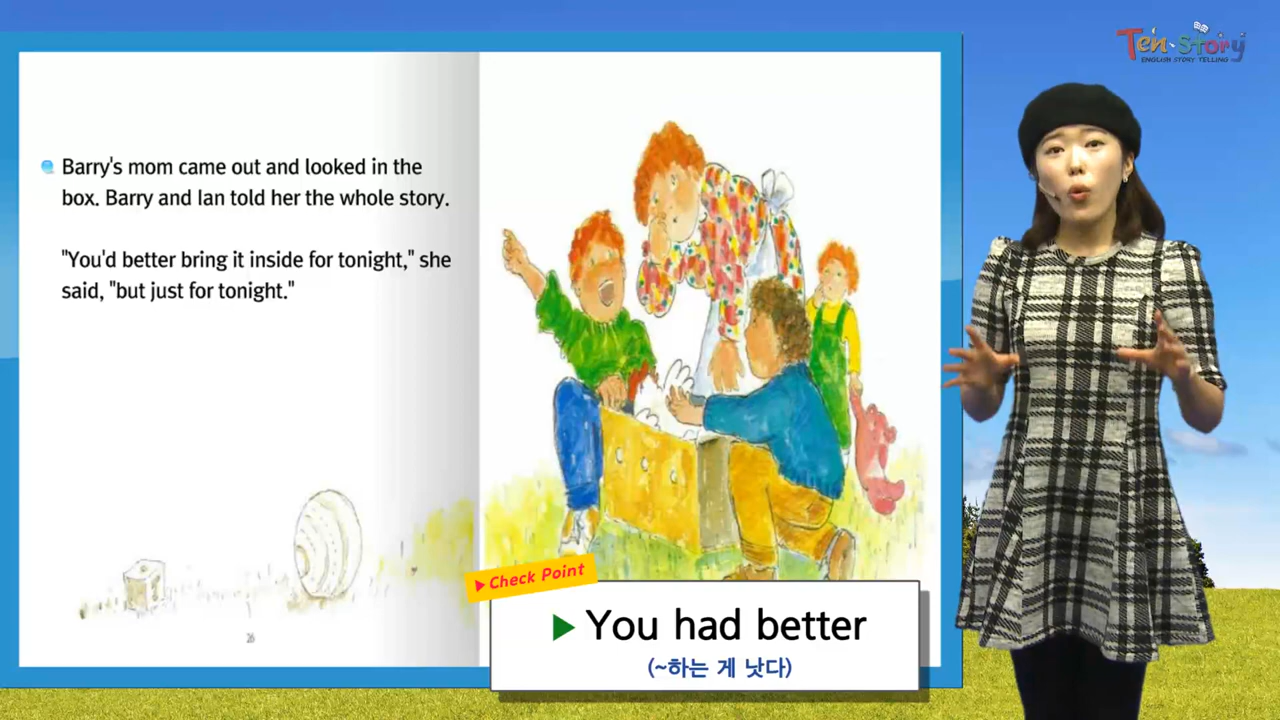 Ten·Story
ENGLISH STORY TELLING
Barry's mom came out and looked in the
box. Barry and Ian told her the whole story.
"You'd better bring it inside for tonight," she
said, "but just for tonight."
26
▶ Check Point
▶ You had better
(~하는 게 낫다)